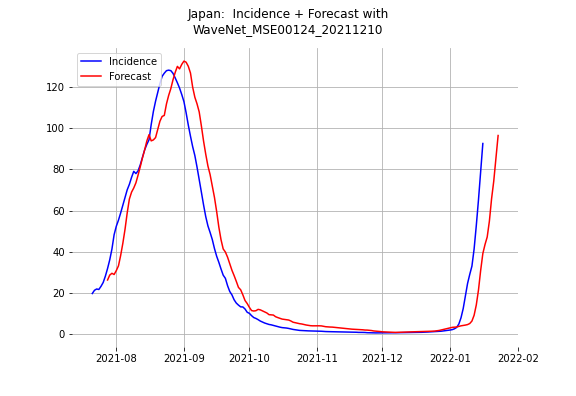 Japan:  Incidence + Forecast with
WaveNet_MSE00124_20211210
Incidence
Forecast
120
100
80
60
40
20
0
2021-08 2021-09 2021-10 2021-11 2021-12 2022-01 2022-02